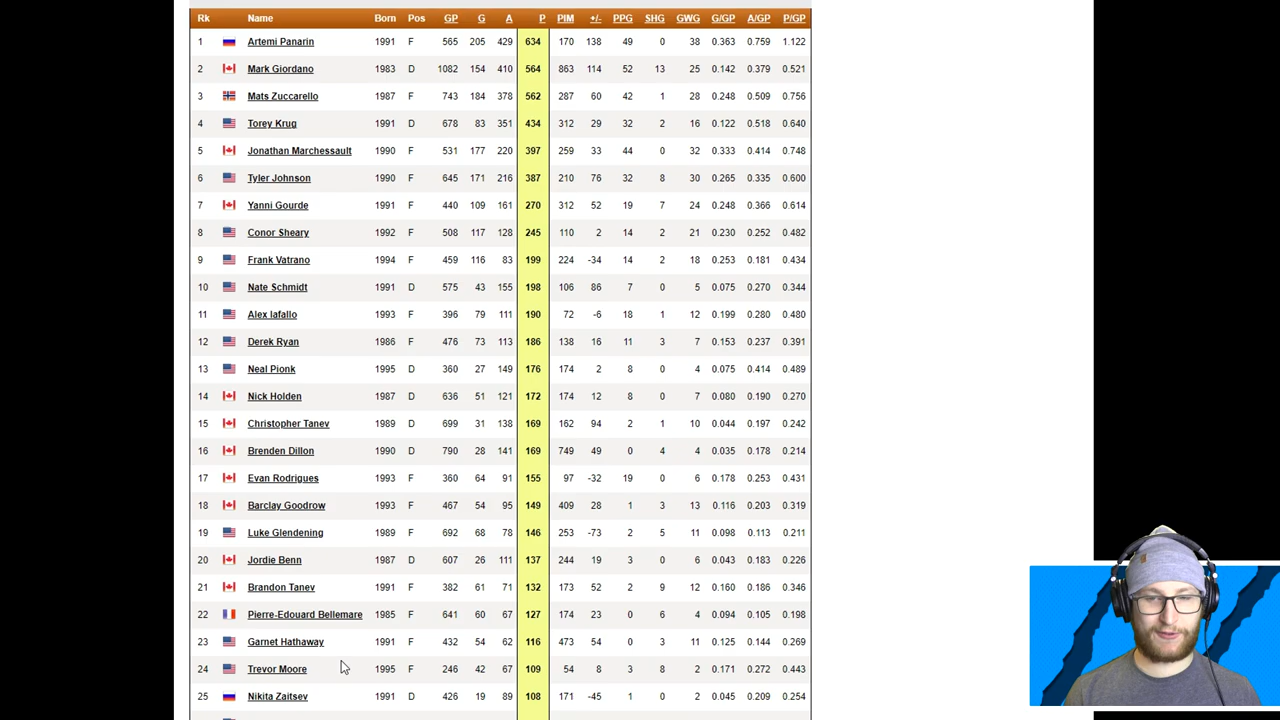 Rk Name Born Pos GP G A P PIM +/- PPG SHG GWG G/GP A/GP P/GP
1 Artemi Panarin 1991 F 565 205 429 634 170 138 49 0 38 0.363 0.759 1.122
2 Mark Giordano 1983 D 1082 154 410 564 863 114 52 13 25 0.142 0.379 0.521
3 Mats Zuccarello 1987 F 743 184 378 562 287 60 42 1 28 0.248 0.509 0.756
4 Torey Krug 1991 D 678 83 351 434 312 29 32 2 16 0.122 0.518 0.640
5 Jonathan Marchessault 1990 F 531 177 220 397 259 33 44 0 32 0.333 0.414 0.748
6 Tyler Johnson 1990 F 645 171 216 387 210 76 32 8 30 0.265 0.335 0.600
7 Yanni Gourde 1991 F 440 109 161 270 312 52 19 7 24 0.248 0.366 0.614
8 Conor Sheary 1992 F 508 117 128 245 110 2 14 2 21 0.230 0.252 0.482
9 Frank Vatrano 1994 F 459 116 83 199 224 -34 14 2 18 0.253 0.181 0.434
10 Nate Schmidt 1991 D 575 43 155 198 106 86 7 0 5 0.075 0.270 0.344
11 Alex Iafallo 1993 F 396 79 111 190 72 -6 18 1 12 0.199 0.280 0.480
12 Derek Ryan 1986 F 476 73 113 186 138 16 11 3 7 0.153 0.237 0.391
13 Neal Pionk 1995 D 360 27 149 176 174 2 8 0 4 0.075 0.414 0.489
14 Nick Holden 1987 D 636 51 121 172 174 12 8 0 7 0.080 0.190 0.270
15 Christopher Tanev 1989 D 699 31 138 169 162 94 2 1 10 0.044 0.197 0.242
16 Brenden Dillon 1990 D 790 28 141 169 749 49 0 4 4 0.035 0.178 0.214
17 Evan Rodrigues 1993 F 360 64 91 155 97 -32 19 0 6 0.178 0.253 0.431
18 Barclay Goodrow 1993 F 467 54 95 149 409 28 1 3 13 0.116 0.203 0.319
19 Luke Glendening 1989 F 692 68 78 146 253 -73 2 5 11 0.098 0.113 0.211
20 Jordie Benn 1987 D 607 26 111 137 244 19 3 0 6 0.043 0.183 0.226
21 Brandon Tanev 1991 F 382 61 71 132 173 52 2 9 12 0.160 0.186 0.346
22 Pierre-Edouard Bellemare 1985 F 641 60 67 127 174 23 0 4 4 0.094 0.105 0.198
23 Garnet Hathaway 1991 F 432 54 62 116 473 54 0 3 11 0.125 0.144 0.269
24 Trevor Moore 1995 F 246 42 67 109 54 8 3 8 2 0.171 0.272 0.443
25 Nikita Zaitsev 1991 D 426 19 89 108 171 -45 1 0 2 0.045 0.209 0.254